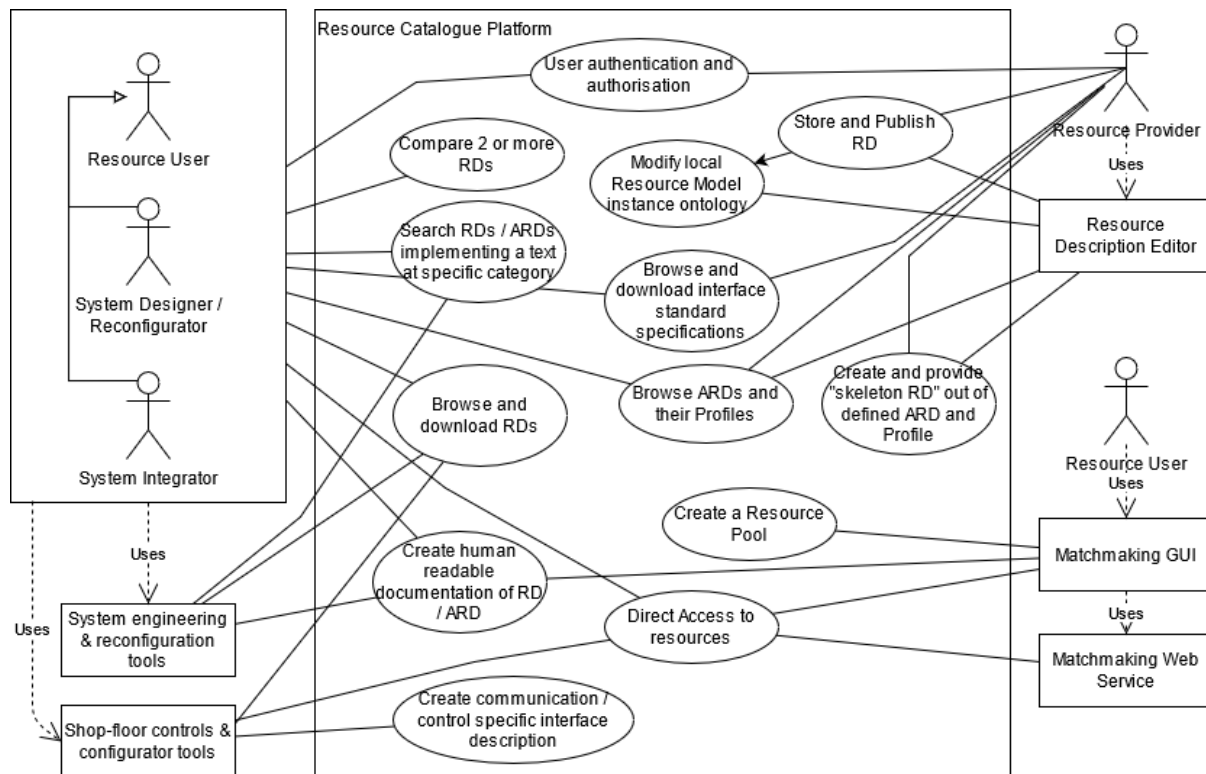 Resource Catalogue Platform
Resource User
System Designer /
Reconfigurator
System Integrator
Uses
Uses
System engineering
& reconfiguration
tools
Shop-floor controls &
configurator tools
User authentication and
authorisation
Compare 2 or more
RDs
Store and Publish
RD
Modify local
Resource Model
instance ontology
Search RDs / ARDs
implementing a text
at specific category
Browse and
download interface
standard
specifications
Browse ARDs and
their Profiles
Create and provide
"skeleton RD" out of
defined ARD and
Profile
Browse and
download RDs
Create a Resource
Pool
Create human
readable
documentation of RD
/ ARD
Direct Access to
resources
Create communication /
control specific interface
description
Resource Provider
Uses
Resource
Description Editor
Resource User
Uses
Matchmaking GUI
Uses
Matchmaking Web
Service